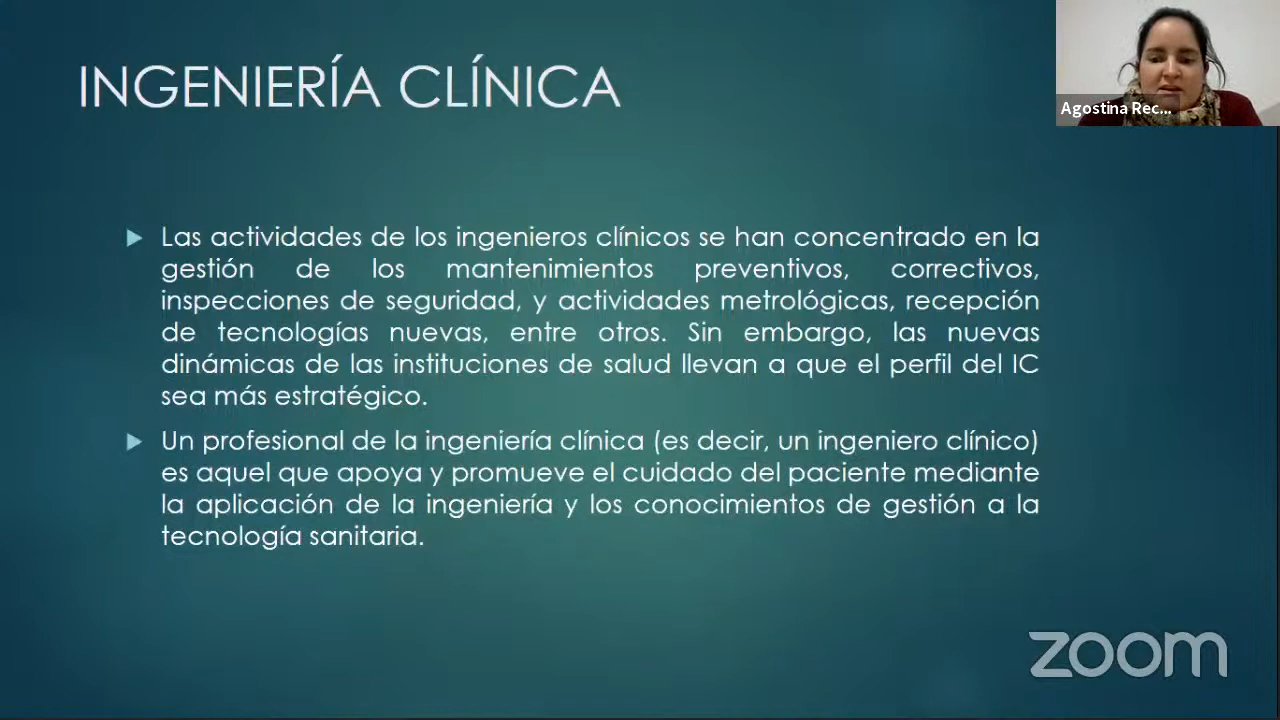 INGENIERÍA CLÍNICA
Agostina Rec...
Las actividades de los ingenieros clínicos se han concentrado en la
gestión de los mantenimientos preventivos, correctivos,
inspecciones de seguridad, y actividades metrológicas, recepción
de tecnologías nuevas, entre otros. Sin embargo, las nuevas
dinámicas de las instituciones de salud llevan a que el perfil del IC
sea más estratégico.
Un profesional de la ingeniería clínica (es decir, un ingeniero clínico)
es aquel que apoya y promueve el cuidado del paciente mediante
la aplicación de la ingeniería y los conocimientos de gestión a la
tecnología sanitaria.
zoom